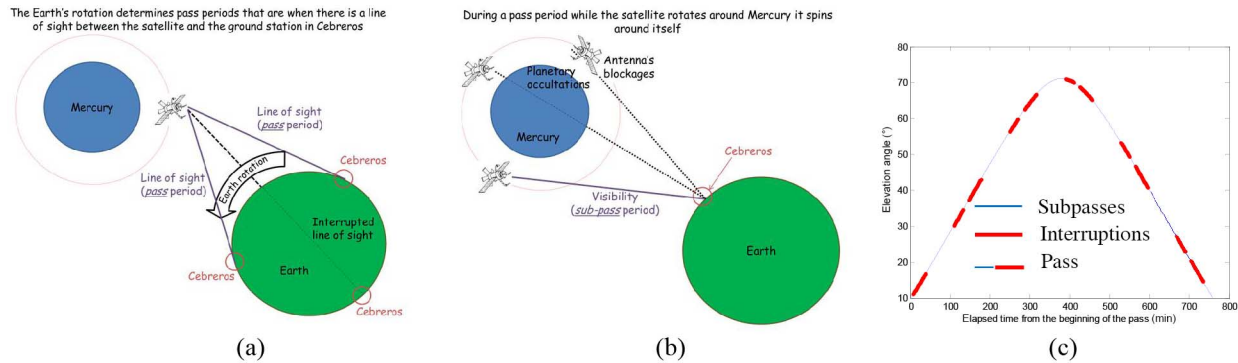 The Earth's rotation determines pass periods that are when there is a line
of sight between the satellite and the ground station in Cebreros
Mercury
Line of sight
(pass period)
Line of sight
(pass period)
Earth rotation
Cebreros
Interrupted
line of sight
Cebreros
Earth
Cebreros
(a)
During a pass period while the satellite rotates around Mercury it spins
around itself
Antenna's
blockages
Planetary
occultations
Mercury
Cebreros
Visibility
(sub-pass period)
Earth
(b)
80
70
60
50
40
30
20
10
Elevation angle (°)
Subpasses
Interruptions
Pass
0 100 200 300 400 500 600 700 800
Elapsed time from the beginning of the pass (min)
(c)